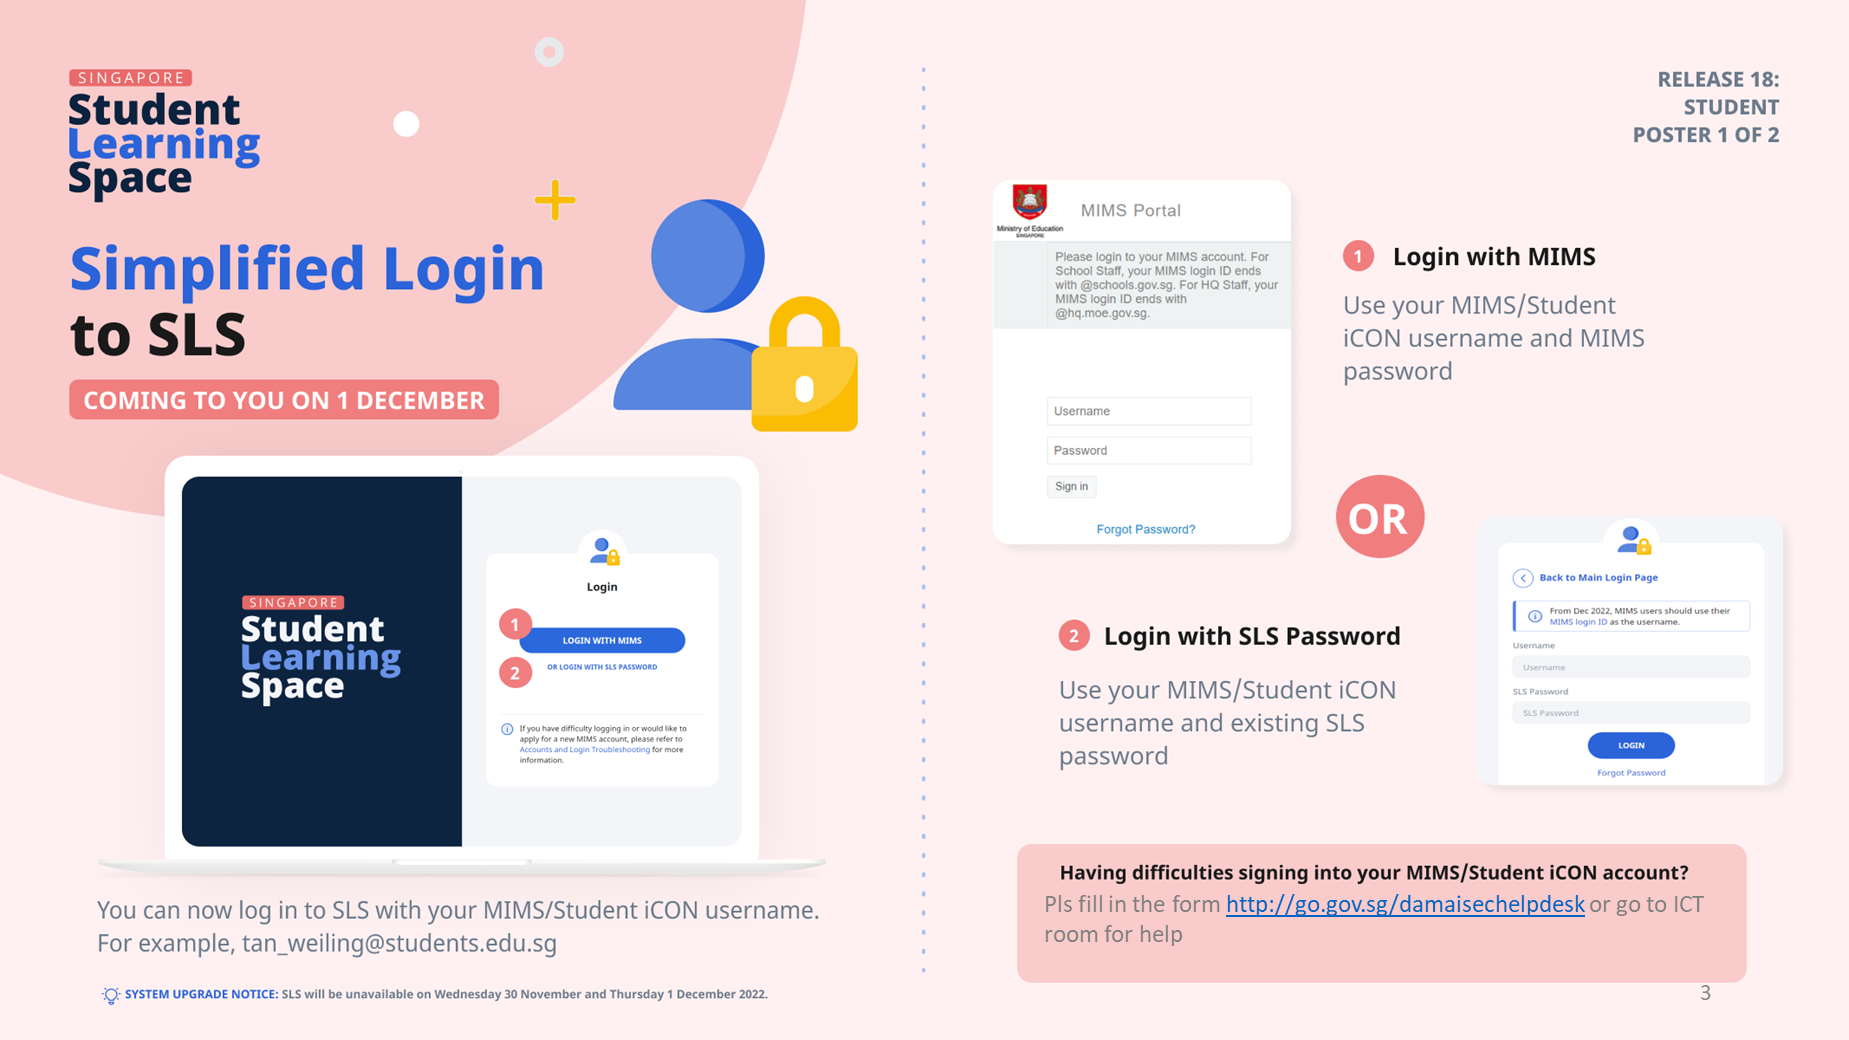 SINGAPORE
Student
Learning
Space
Simplified Login
to SLS
COMING TO YOU ON 1 DECEMBER
SINGAPORE
Student
Learning
Space
Login
1
LOGIN WITH MIMS
2
OR LOGIN WITH SLS PASSWORD
If you have difficulty logging in or would like to
apply for a new MIMS account, please refer to
Accounts and Login Troubleshooting for more
information.
You can now log in to SLS with your MIMS/Student iCON username.
For example, tan_weiling@students.edu.sg
SYSTEM UPGRADE NOTICE: SLS will be unavailable on Wednesday 30 November and Thursday 1 December 2022.
RELEASE 18:
STUDENT
POSTER 1 OF 2
Ministry of Education
SINGAPORE
MIMS Portal
Please login to your MIMS account. For
School Staff, your MIMS login ID ends
with @schools.gov.sg. For HQ Staff, your
MIMS login ID ends with
@hq.moe.gov.sg.
Username
Password
Sign in
Forgot Password?
1 Login with MIMS
Use your MIMS/Student
iCON username and MIMS
password
OR
2 Login with SLS Password
Use your MIMS/Student iCON
username and existing SLS
password
Back to Main Login Page
From Dec 2022, MIMS users should use their
MIMS login ID as the username.
Username
Username
SLS Password
SLS Password
LOGIN
Forgot Password
Having difficulties signing into your MIMS/Student iCON account?
Pls fill in the form http://go.gov.sg/damaisechelpdesk or go to ICT
room for help
3